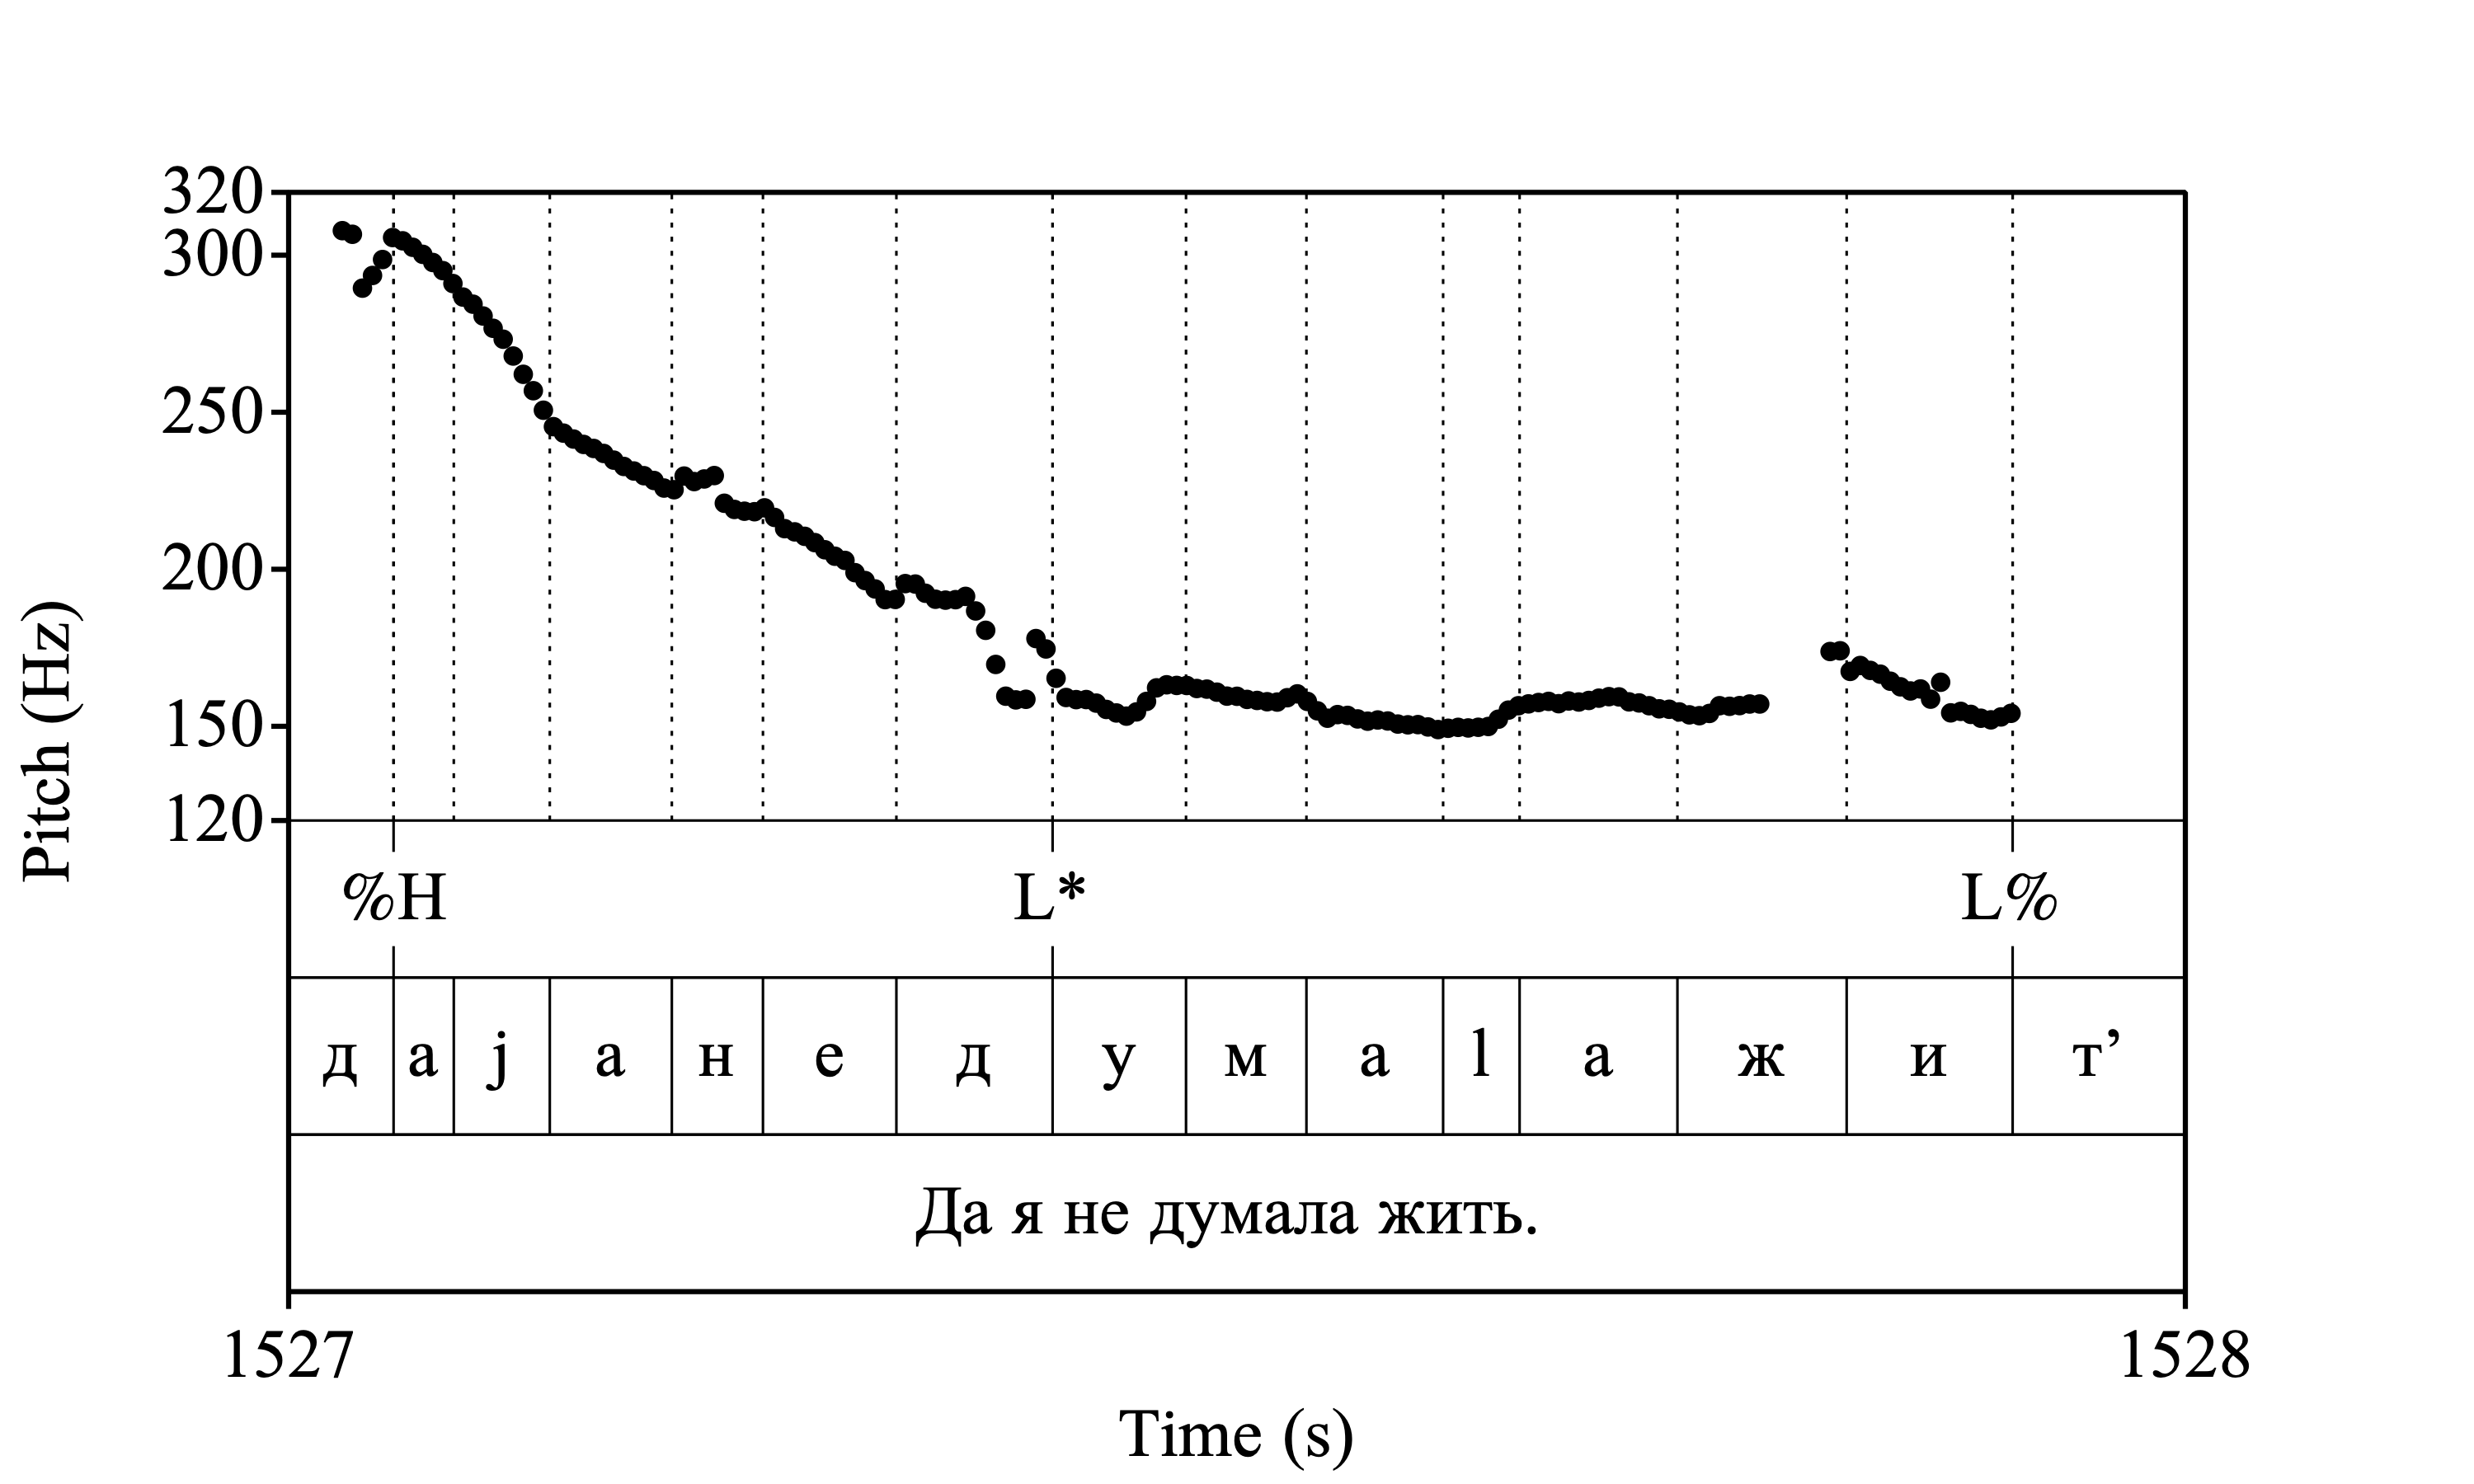 320
300
250
200
150
120
Pitch (Hz)
%H L* L%
д а j а н е д у м а l а ж и т’
Да я не думала жить.
1527 1528
Time (s)